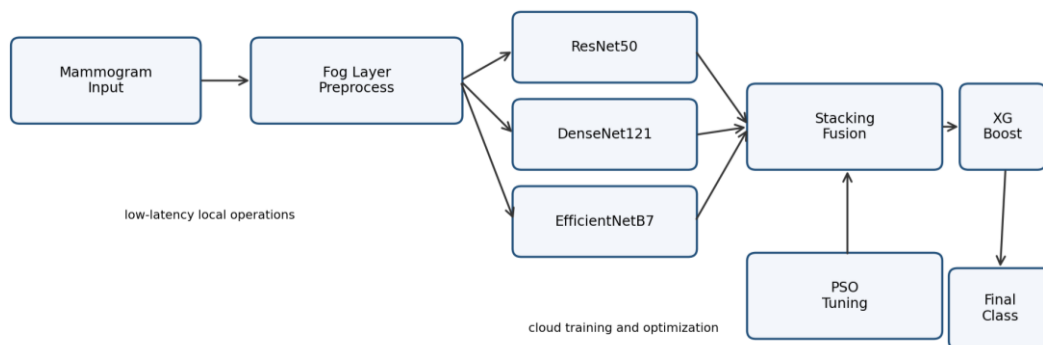 Mammogram
Input
Fog Layer
Preprocess
ResNet50
DenseNet121
EfficientNetB7
Stacking
Fusion
XG
Boost
low-latency local operations
PSO
Tuning
Final
Class
cloud training and optimization